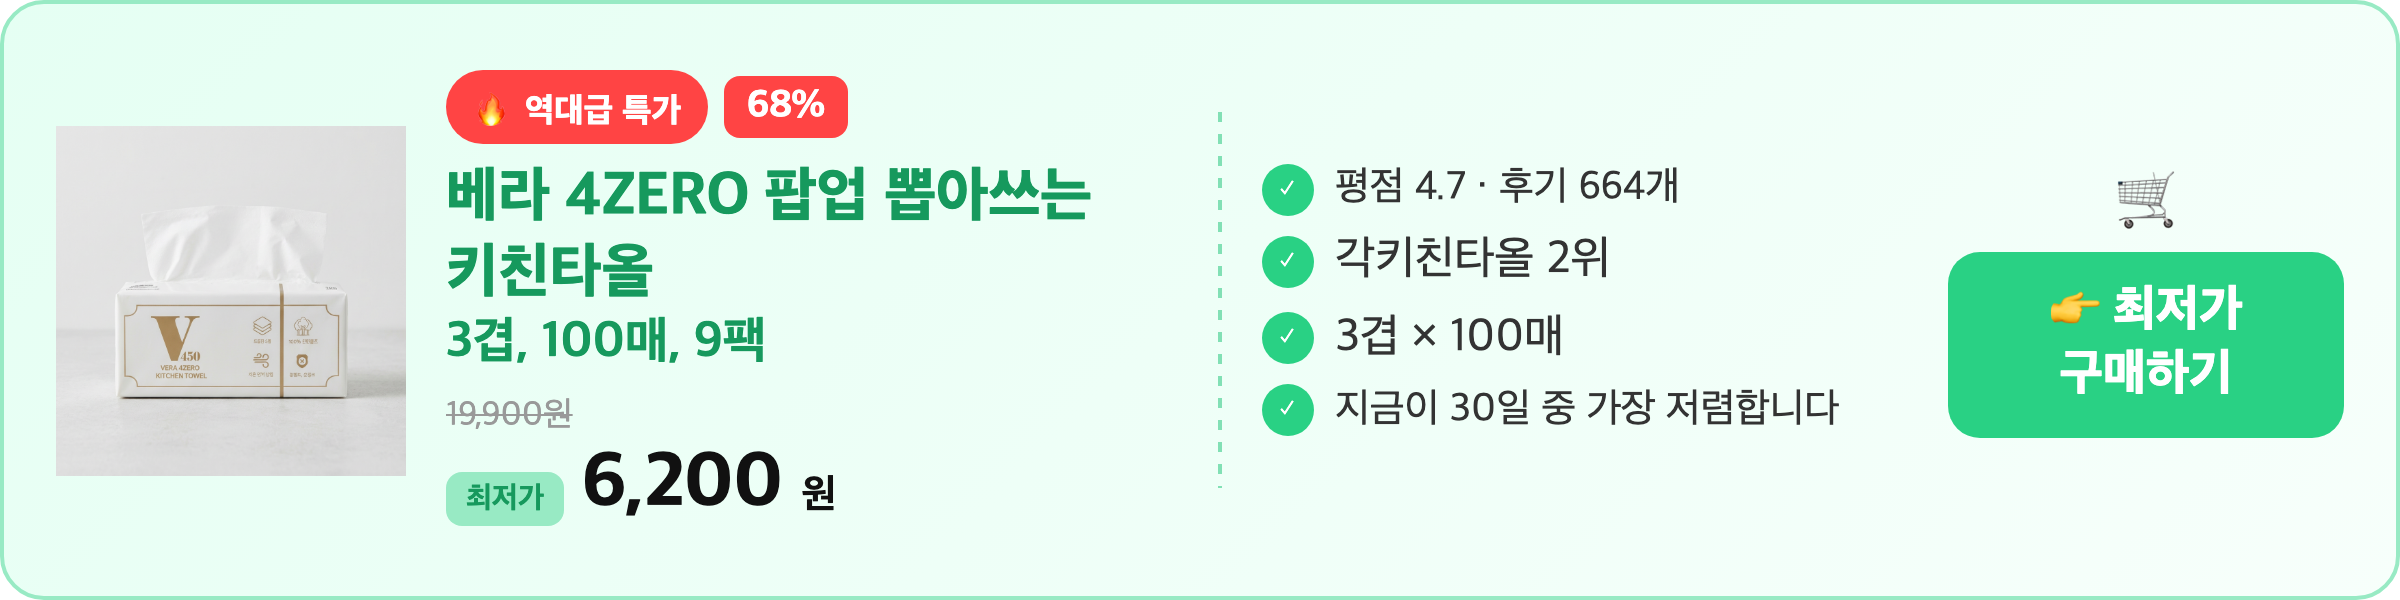 🔥 역대급 특가 68%
베라 4ZERO 팝업 뽑아쓰는
키친타올
3겹, 100매, 9팩
19,900원
최저가 6,200 원
V450
VERA 4ZERO
KITCHEN TOWEL
✓ 평점 4.7 · 후기 664개
✓ 각키친타올 2위
✓ 3겹 × 100매
✓ 지금이 30일 중 가장 저렴합니다
👉 최저가
구매하기